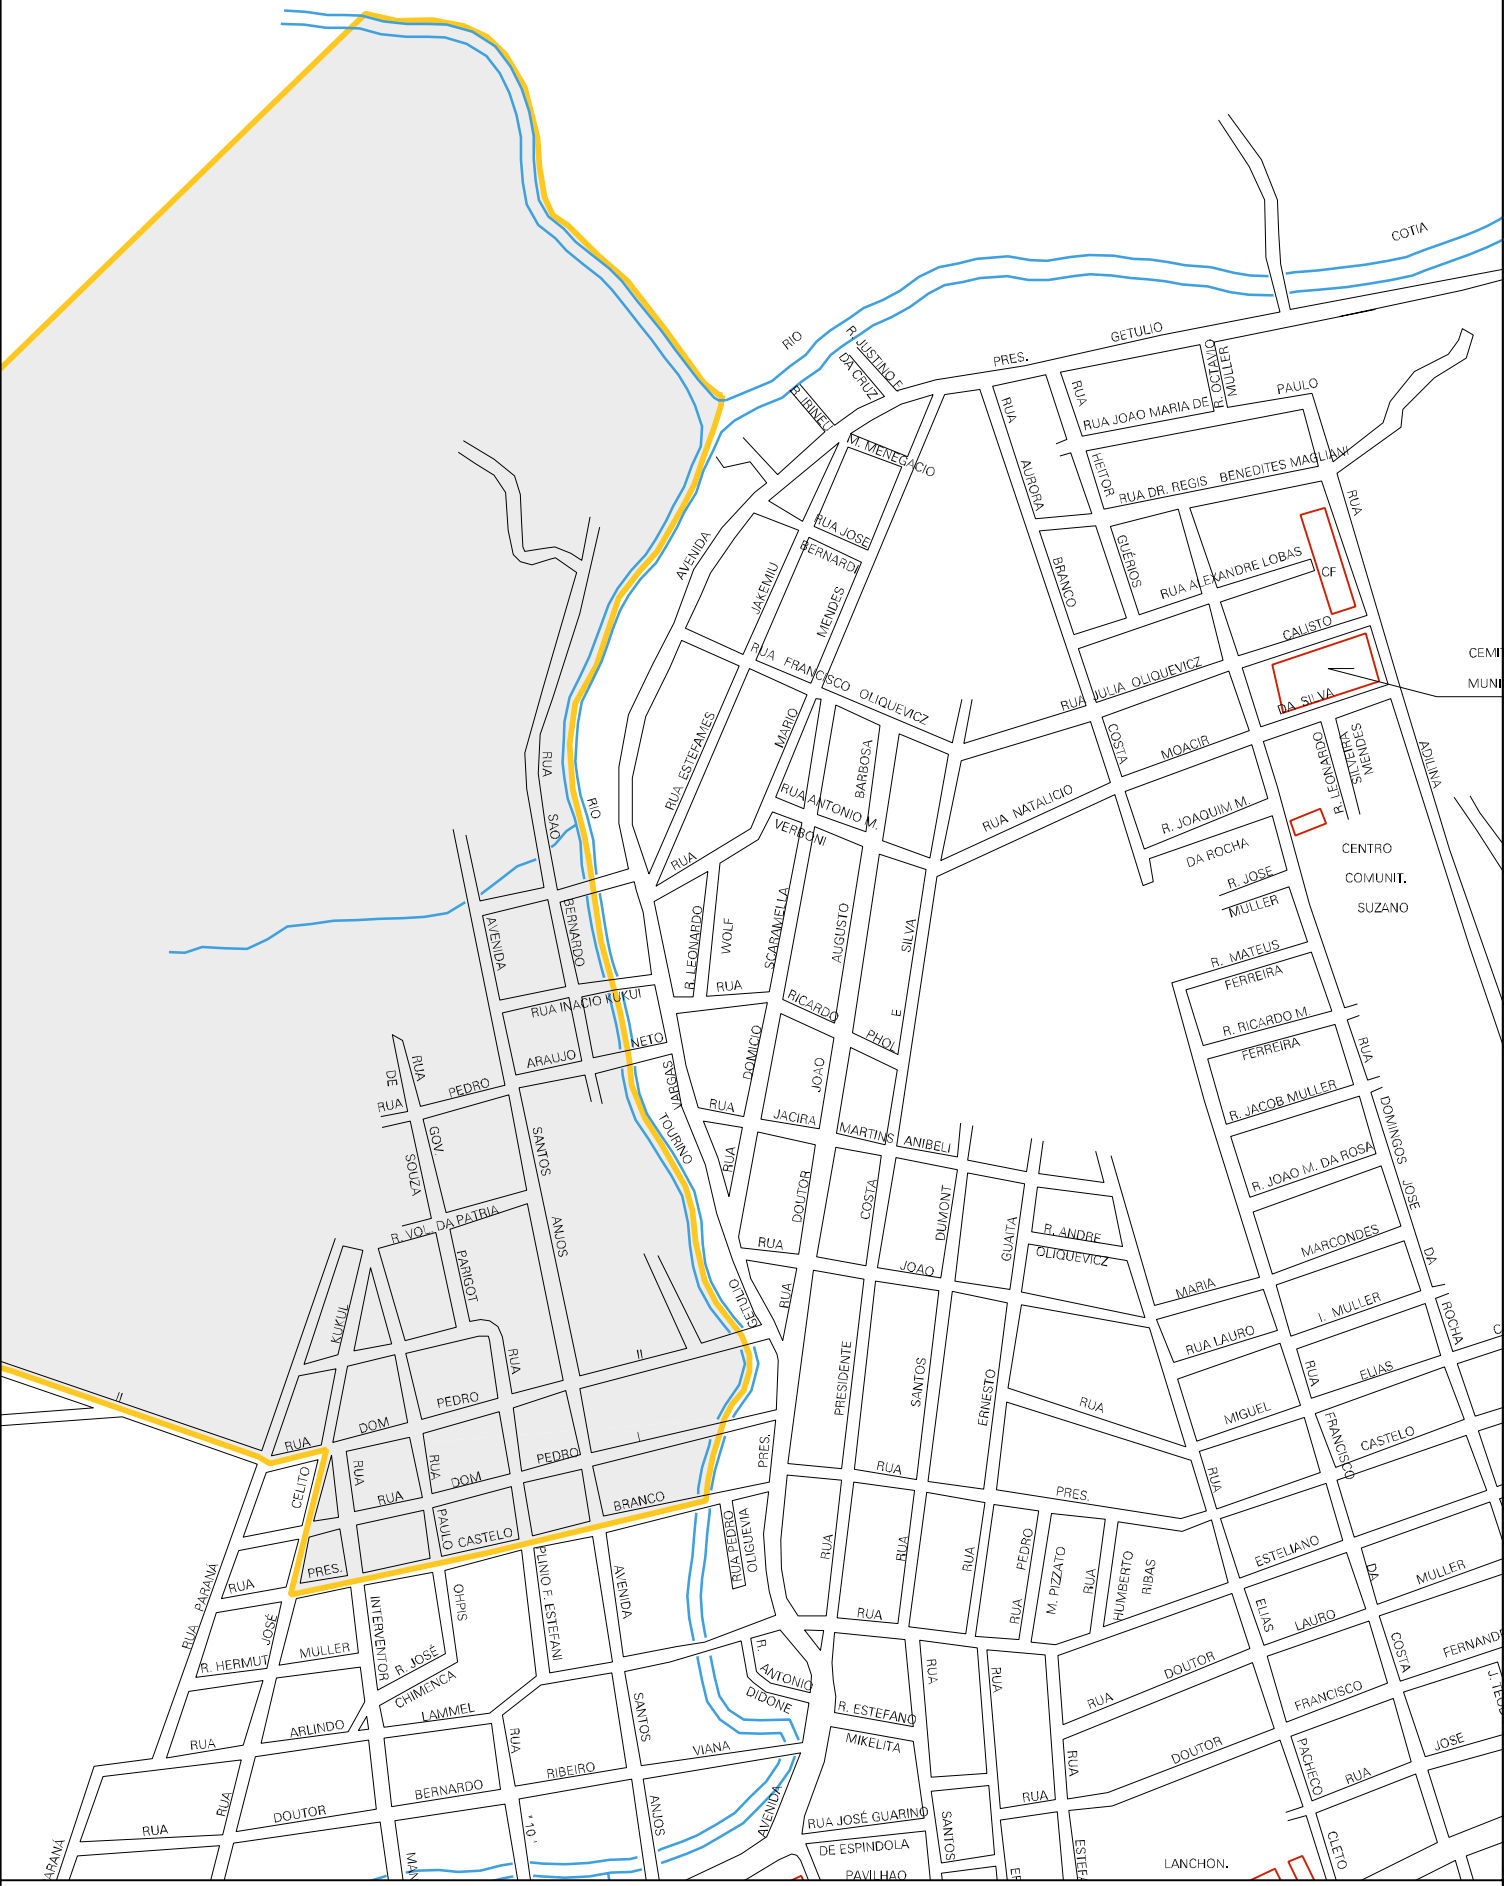 COTIA
RIO
R. JUSTINO F.
DA CRUZ
R. IRINEU
PRES.
GETULIO
R. OCTAVIO
MULLER
PAULO
RUA
RUA JOAO MARIA DE
M. MENEGACIO
RUA
AURORA
HEITOR
RUA DR. REGIS BENEDITES MAGLIANI
RUA
RUA JOSE
BERNARDI
AVENIDA
JAKEMIU
MENDES
BRANCO
GUÉRIOS
RUA ALEXANDRE LOBAS
CF
CALISTO
RUA FRANCISCO OLIQUEVICZ
RUA JULIA OLIQUEVICZ
DA SILVA
CEMI
MUNI
RUA ESTEFAMES
MARIO
BARBOSA
COSTA
MOACIR
R. LEONARDO
SILVEIRA
MENDES
ADILINA
RUA
SAO
RIO
RUA ANTONIO M.
VERBONI
RUA NATALICIO
R. JOAQUIM M.
DA ROCHA
CENTRO
COMUNIT.
SUZANO
RUA
R. JOSE
MULLER
AVENIDA
BERNARDO
R. LEONARDO
WOLF
SCARAMELLA
AUGUSTO
SILVA
E
R. MATEUS
FERREIRA
RUA INACIO KUKUI
RUA
RICARDO
PHOL
R. RICARDO M.
FERREIRA
RUA
NETO
ARAUJO
PEDRO
RUA
DE
RUA
VARGAS
DOMICIO
JOAO
R. JACOB MULLER
DOMINGOS
JOSE
DA
ROCHA
RUA
JACIRA
MARTINS
ANIBELI
TOURINO
GOV.
SOUZA
SANTOS
RUA
DOUTOR
COSTA
DUMONT
GUAITA
R. JOAO M. DA ROSA
R. VOL. DA PATRIA
PARIGOT
ANJOS
RUA
JOAO
R. ANDRE
OLIQUEVICZ
MARCONDES
GETULIO
RUA
MARIA
I. MULLER
KUKUL
RUA
II
PRESIDENTE
SANTOS
ERNESTO
RUA LAURO
RUA
ELIAS
C
II
DOM
PEDRO
RUA
MIGUEL
FRANCISCO
CASTELO
RUA
CELITO
RUA
RUA
DOM
PEDRO
I
PRES.
RUA
PRES.
RUA
RUA
BRANCO
PAULO
CASTELO
RUA PEDRO
OLIGUEVIA
RUA
RUA
RUA
PEDRO
RUA
M. PIZZATO
RUA
HUMBERTO
RIBAS
ESTELIANO
DA
MULLER
PRES.
RUA
PARANÁ
RUA
JOSÉ
R. HERMUT
MULLER
INTERVENTOR
OHPIS
PLINIO F. ESTEFANI
AVENIDA
RUA
ELIAS
LAURO
COSTA
FERNANDE
R. JOSÉ
CHIMENCA
LAMMEL
R.
ANTONIO
DIDONE
R. ESTEFANO
MIKELITA
RUA
RUA
RUA
DOUTOR
FRANCISCO
RUA
ARLINDO
RUA
SANTOS
VIANA
DOUTOR
RUA
PACHECO
RUA
JOSE
RUA
RUA
DOUTOR
BERNARDO
RIBEIRO
"10"
ANJOS
AVENIDA
RUA JOSÉ GUARINO
DE ESPINDOLA
PAVILHAO
SANTOS
RUA
CLETO
LANCHON.
ARANÁ
MAN
ESTEF